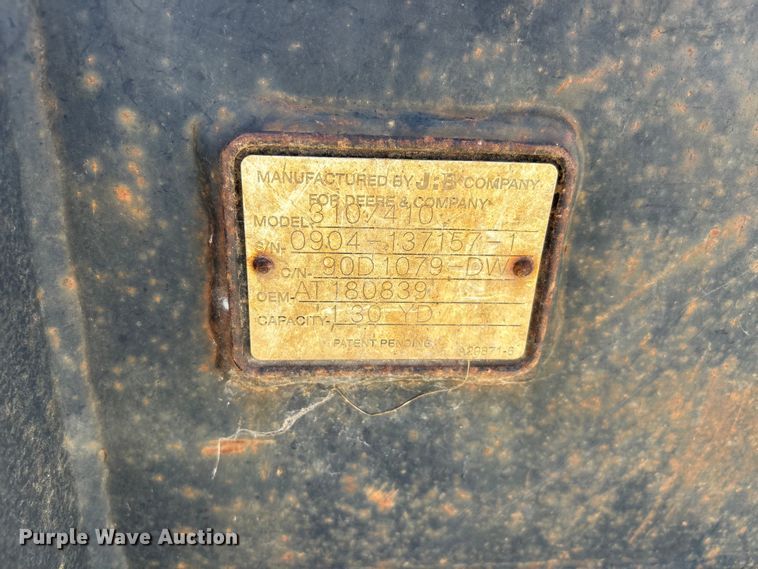 MANUFACTURED BY J.B COMPANY
FOR DEERE & COMPANY
MODEL- 310/410
S/N- 0904-137157-1
C/N- 90D1079-DW
OEM- AT180839
CAPACITY- 1.30 YD
PATENT PENDING
Purple Wave Auction